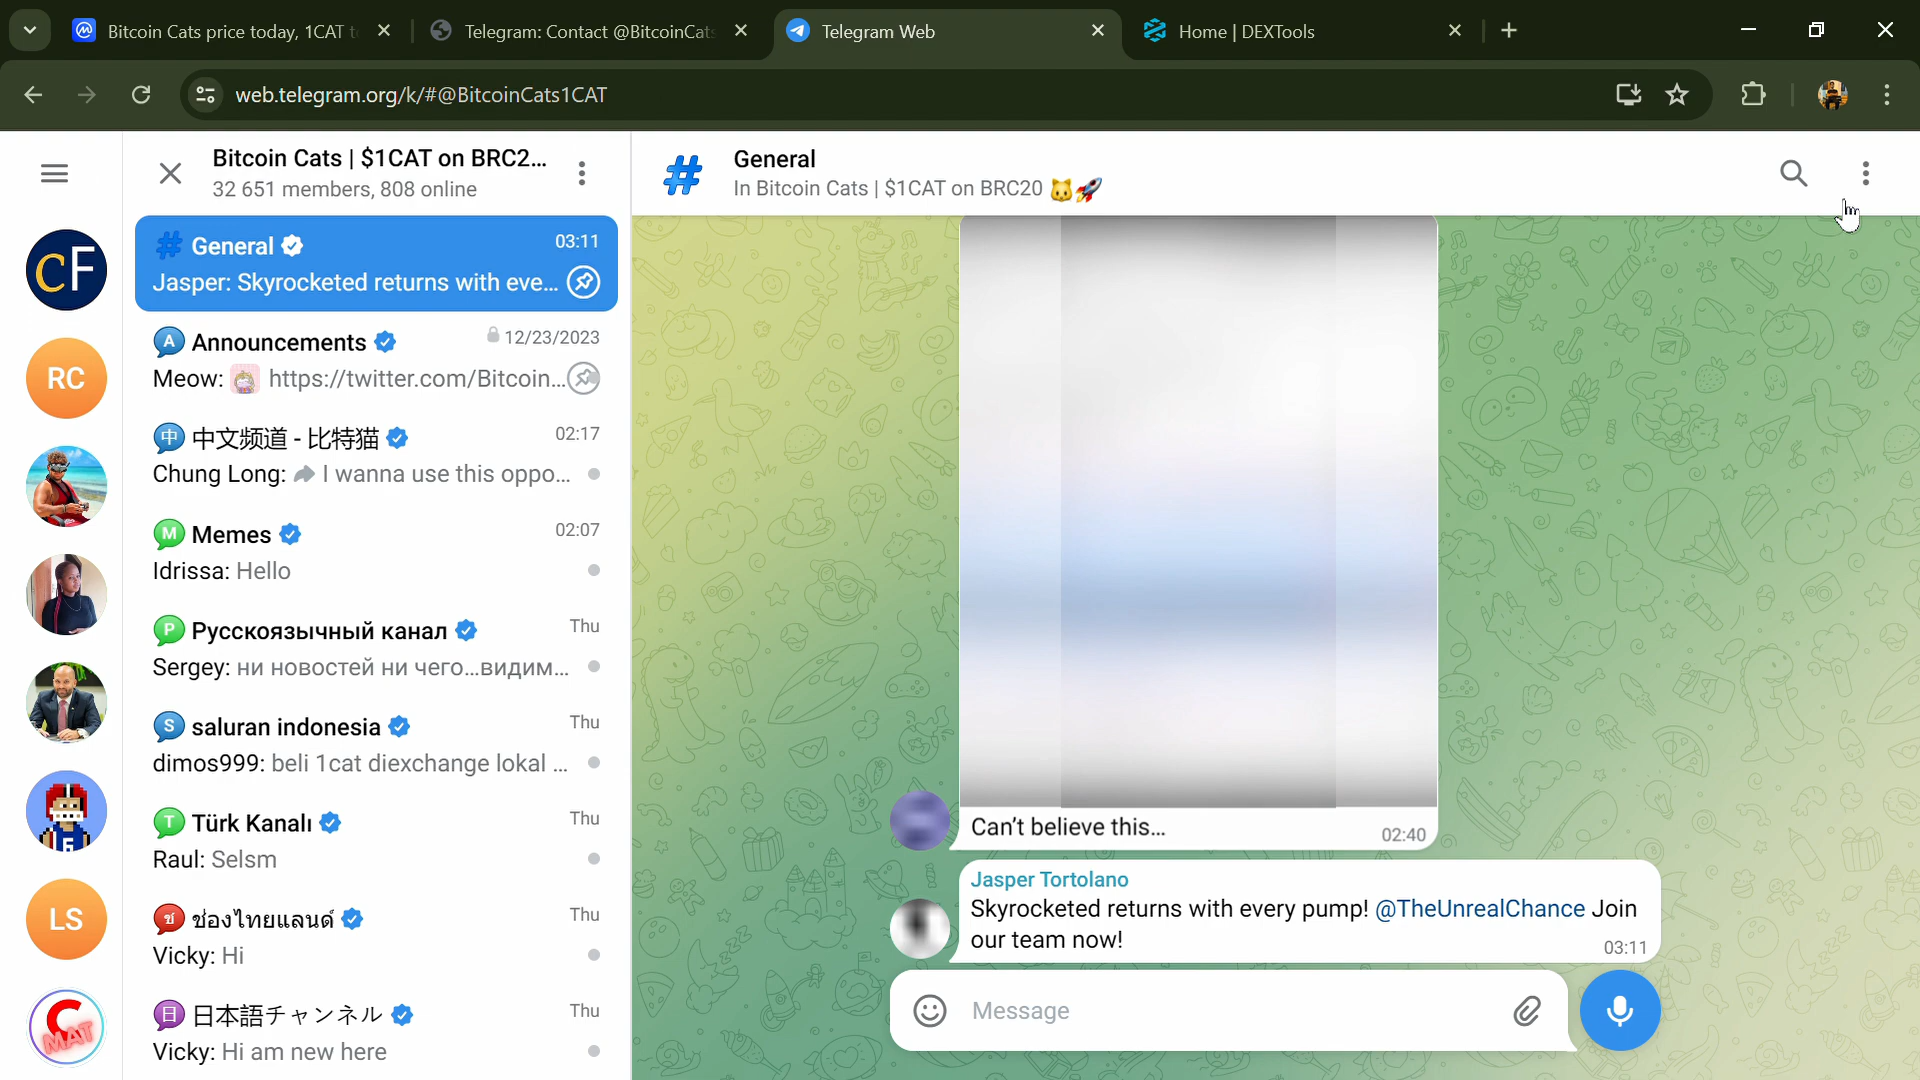 Bitcoin Cats price today, 1CAT t
Telegram: Contact @BitcoinCats
Telegram Web
Home | DEXTools
web.telegram.org/k/#@BitcoinCats1CAT
Bitcoin Cats | $1CAT on BRC2...
32 651 members, 808 online
General
In Bitcoin Cats | $1CAT on BRC20 🐱🚀
CF
RC
LS
C MAT
General 03:11
Jasper: Skyrocketed returns with eve...
A Announcements 12/23/2023
Meow: https://twitter.com/Bitcoin...
中 中文频道 - 比特猫 02:17
Chung Long: I wanna use this oppo...
M Memes 02:07
Idrissa: Hello
Р Русскоязычный канал Thu
Sergey: ни новостей ни чего...видим...
S saluran indonesia Thu
dimos999: beli 1cat diexchange lokal ...
T Türk Kanalı Thu
Raul: Selsm
ช่ ช่องไทยแลนด์ Thu
Vicky: Hi
日 日本語チャンネル Thu
Vicky: Hi am new here
Can't believe this...
02:40
Jasper Tortolano
Skyrocketed returns with every pump! @TheUnrealChance Join
our team now!
03:11
Message